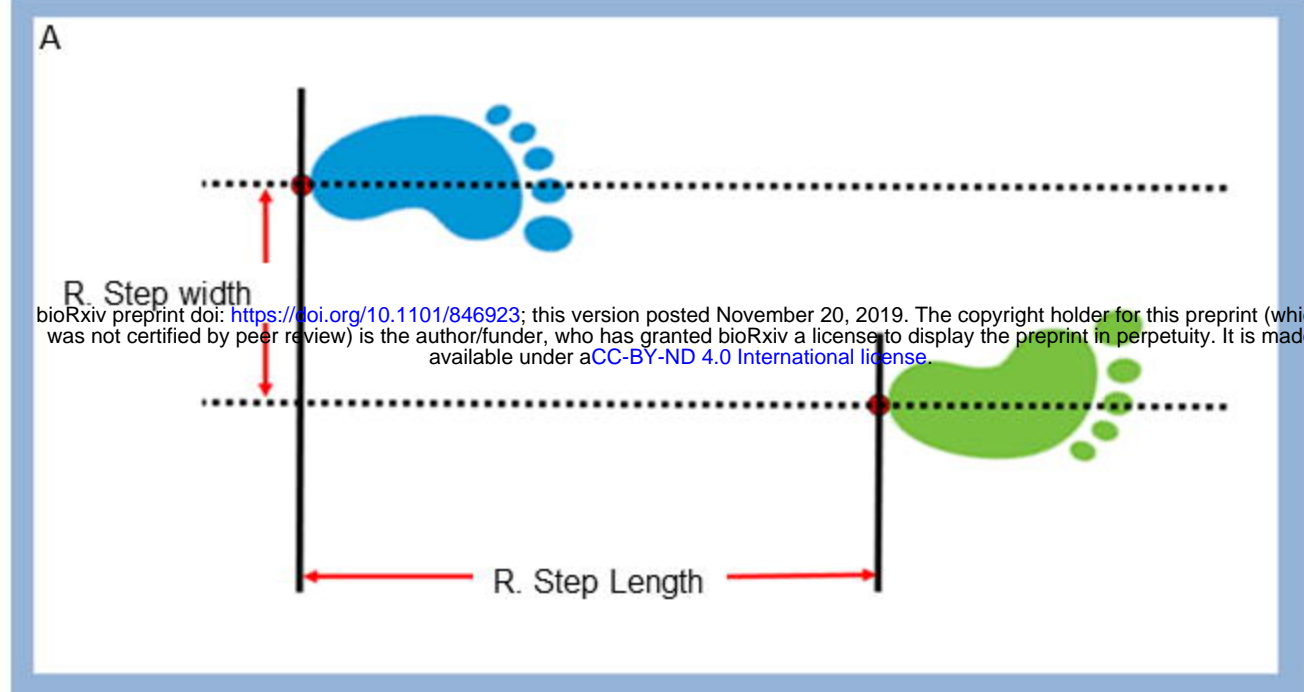 A
R. Step width
bioRxiv preprint doi: https://doi.org/10.1101/846923; this version posted November 20, 2019. The copyright holder for this preprint
was not certified by peer review) is the author/funder, who has granted bioRxiv a license to display the preprint in perpetuity. It is made
available under aCC-BY-ND 4.0 International license.
R. Step Length